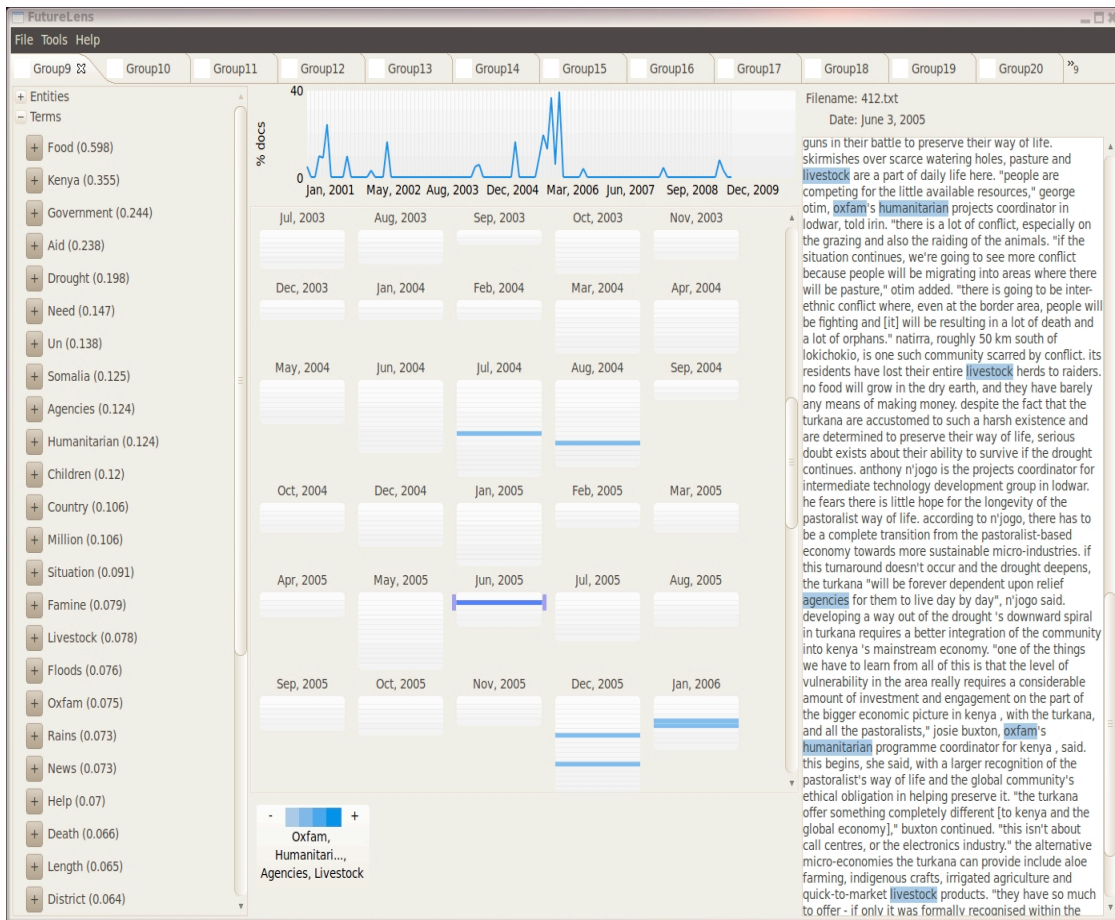 FutureLens
File Tools Help
Group9 Group10 Group11 Group12 Group13 Group14 Group15 Group16 Group17 Group18 Group19 Group20 »9
+ Entities
- Terms
+ Food (0.598)
+ Kenya (0.355)
+ Government (0.244)
+ Aid (0.238)
+ Drought (0.198)
+ Need (0.147)
+ Un (0.138)
+ Somalia (0.125)
+ Agencies (0.124)
+ Humanitarian (0.124)
+ Children (0.12)
+ Country (0.106)
+ Million (0.106)
+ Situation (0.091)
+ Famine (0.079)
+ Livestock (0.078)
+ Floods (0.076)
+ Oxfam (0.075)
+ Rains (0.073)
+ News (0.073)
+ Help (0.07)
+ Death (0.066)
+ Length (0.065)
+ District (0.064)
40
% docs
0
Jan, 2001 May, 2002 Aug, 2003 Dec, 2004 Mar, 2006 Jun, 2007 Sep, 2008 Dec, 2009
Jul, 2003 Aug, 2003 Sep, 2003 Oct, 2003 Nov, 2003
Dec, 2003 Jan, 2004 Feb, 2004 Mar, 2004 Apr, 2004
May, 2004 Jun, 2004 Jul, 2004 Aug, 2004 Sep, 2004
Oct, 2004 Dec, 2004 Jan, 2005 Feb, 2005 Mar, 2005
Apr, 2005 May, 2005 Jun, 2005 Jul, 2005 Aug, 2005
Sep, 2005 Oct, 2005 Nov, 2005 Dec, 2005 Jan, 2006
- +
Oxfam,
Humanitari...,
Agencies, Livestock
Filename: 412.txt
Date: June 3, 2005
guns in their battle to preserve their way of life.
skirmishes over scarce watering holes, pasture and
livestock are a part of daily life here. "people are
competing for the little available resources," george
otim, oxfam's humanitarian projects coordinator in
lodwar, told irin. "there is a lot of conflict, especially on
the grazing and also the raiding of the animals. "if the
situation continues, we're going to see more conflict
because people will be migrating into areas where there
will be pasture," otim added. "there is going to be inter-
ethnic conflict where, even at the border area, people will
be fighting and [it] will be resulting in a lot of death and
a lot of orphans." natirra, roughly 50 km south of
lokichokio, is one such community scarred by conflict. its
residents have lost their entire livestock herds to raiders.
no food will grow in the dry earth, and they have barely
any means of making money. despite the fact that the
turkana are accustomed to such a harsh existence and
are determined to preserve their way of life, serious
doubt exists about their ability to survive if the drought
continues. anthony n'jogo is the projects coordinator for
intermediate technology development group in lodwar.
he fears there is little hope for the longevity of the
pastoralist way of life. according to n'jogo, there has to
be a complete transition from the pastoralist-based
economy towards more sustainable micro-industries. if
this turnaround doesn't occur and the drought deepens,
the turkana "will be forever dependent upon relief
agencies for them to live day by day", n'jogo said.
developing a way out of the drought 's downward spiral
in turkana requires a better integration of the community
into kenya 's mainstream economy. "one of the things
we have to learn from all of this is that the level of
vulnerability in the area really requires a considerable
amount of investment and engagement on the part of
the bigger economic picture in kenya , with the turkana,
and all the pastoralists," josie buxton, oxfam's
humanitarian programme coordinator for kenya , said.
this begins, she said, with a larger recognition of the
pastoralist's way of life and the global community's
ethical obligation in helping preserve it. "the turkana
offer something completely different [to kenya and the
global economy]," buxton continued. "this isn't about
call centres, or the electronics industry." the alternative
micro-economies the turkana can provide include aloe
farming, indigenous crafts, irrigated agriculture and
quick-to-market livestock products. "they have so much
to offer - if only it was formally recognised within the